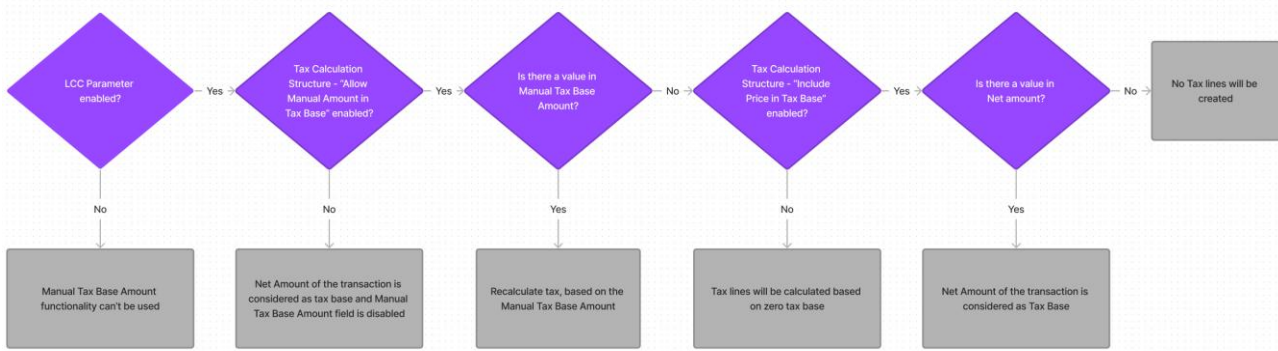 LCC Parameter
enabled?
Yes
Tax Calculation
Structure - "Allow
Manual Amount in
Tax Base" enabled?
Yes
Is there a value in
Manual Tax Base
Amount?
No
Tax Calculation
Structure - "Include
Price in Tax Base"
enabled?
Yes
Is there a value in
Net amount?
No
No Tax lines will be
created
No
No
Yes
No
Yes
Manual Tax Base Amount
functionality can't be used
Net Amount of the transaction is
considered as tax base and Manual
Tax Base Amount field is disabled
Recalculate tax, based on the
Manual Tax Base Amount
Tax lines will be calculated based
on zero tax base
Net Amount of the transaction is
considered as Tax Base